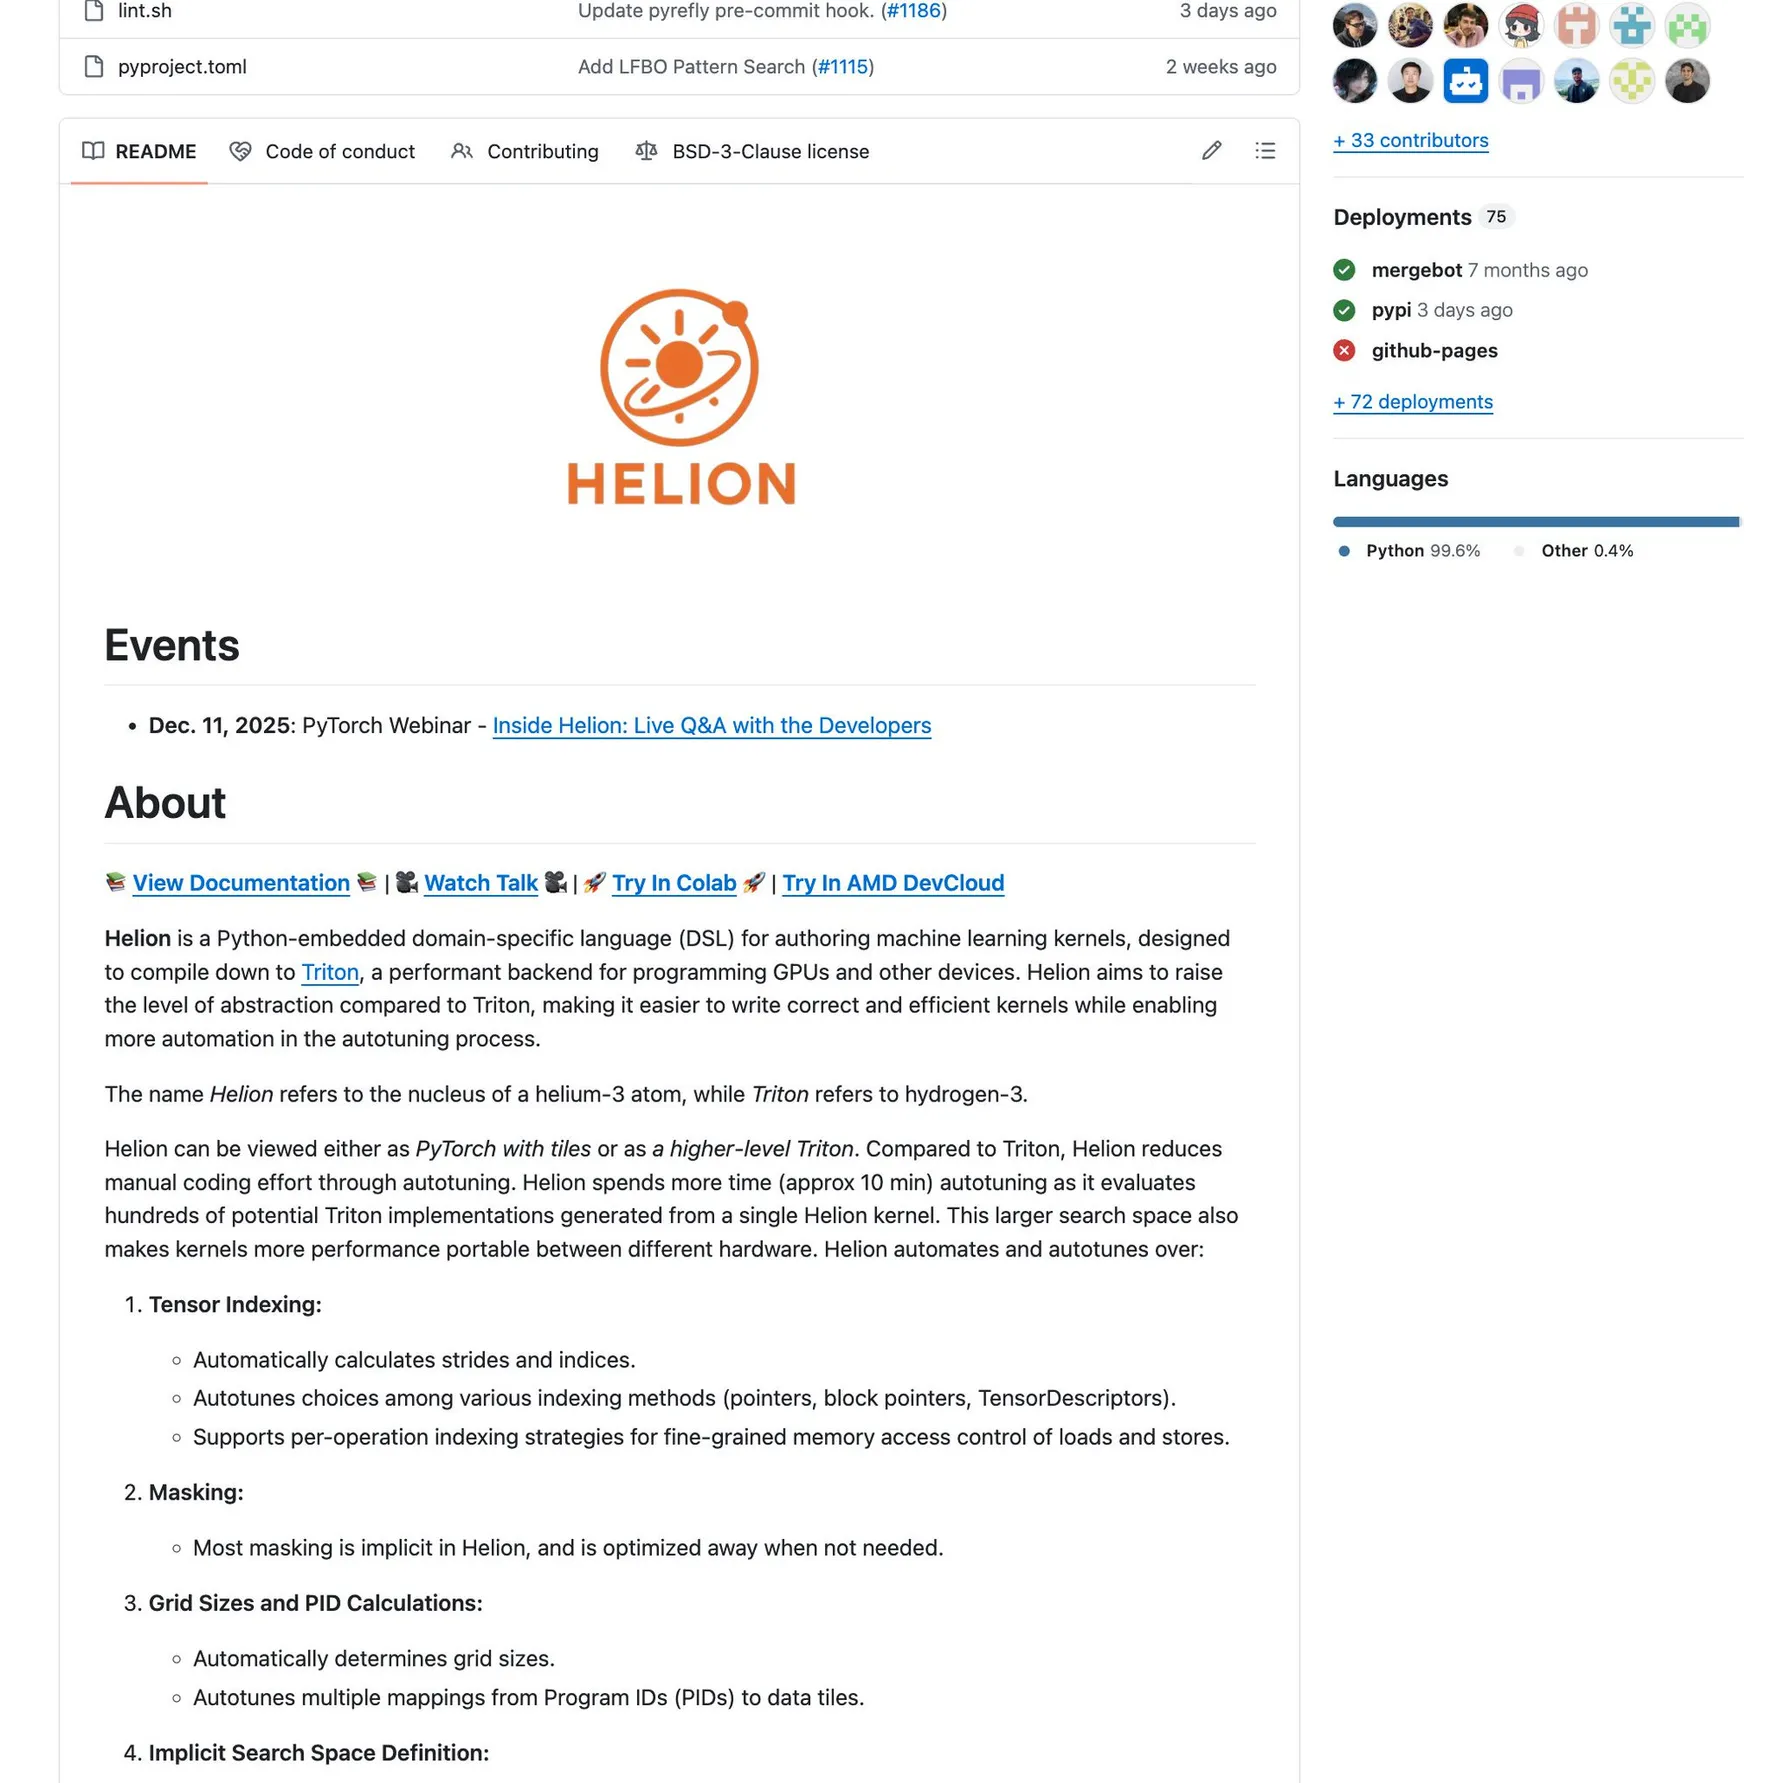 lint.sh Update pyrefly pre-commit hook. (#1186) 3 days ago
pyproject.toml Add LFBO Pattern Search (#1115) 2 weeks ago
README Code of conduct Contributing BSD-3-Clause license
HELION
Events
• Dec. 11, 2025: PyTorch Webinar - Inside Helion: Live Q&A with the Developers
About
📚 View Documentation 📚 | 🎥 Watch Talk 🎥 | 🚀 Try In Colab 🚀 | Try In AMD DevCloud
Helion is a Python-embedded domain-specific language (DSL) for authoring machine learning kernels, designed
to compile down to Triton, a performant backend for programming GPUs and other devices. Helion aims to raise
the level of abstraction compared to Triton, making it easier to write correct and efficient kernels while enabling
more automation in the autotuning process.
The name Helion refers to the nucleus of a helium-3 atom, while Triton refers to hydrogen-3.
Helion can be viewed either as PyTorch with tiles or as a higher-level Triton. Compared to Triton, Helion reduces
manual coding effort through autotuning. Helion spends more time (approx 10 min) autotuning as it evaluates
hundreds of potential Triton implementations generated from a single Helion kernel. This larger search space also
makes kernels more performance portable between different hardware. Helion automates and autotunes over:
1. Tensor Indexing:
◦ Automatically calculates strides and indices.
◦ Autotunes choices among various indexing methods (pointers, block pointers, TensorDescriptors).
◦ Supports per-operation indexing strategies for fine-grained memory access control of loads and stores.
2. Masking:
◦ Most masking is implicit in Helion, and is optimized away when not needed.
3. Grid Sizes and PID Calculations:
◦ Automatically determines grid sizes.
◦ Autotunes multiple mappings from Program IDs (PIDs) to data tiles.
4. Implicit Search Space Definition:
+ 33 contributors
Deployments 75
mergebot 7 months ago
pypi 3 days ago
github-pages
+ 72 deployments
Languages
Python 99.6% Other 0.4%